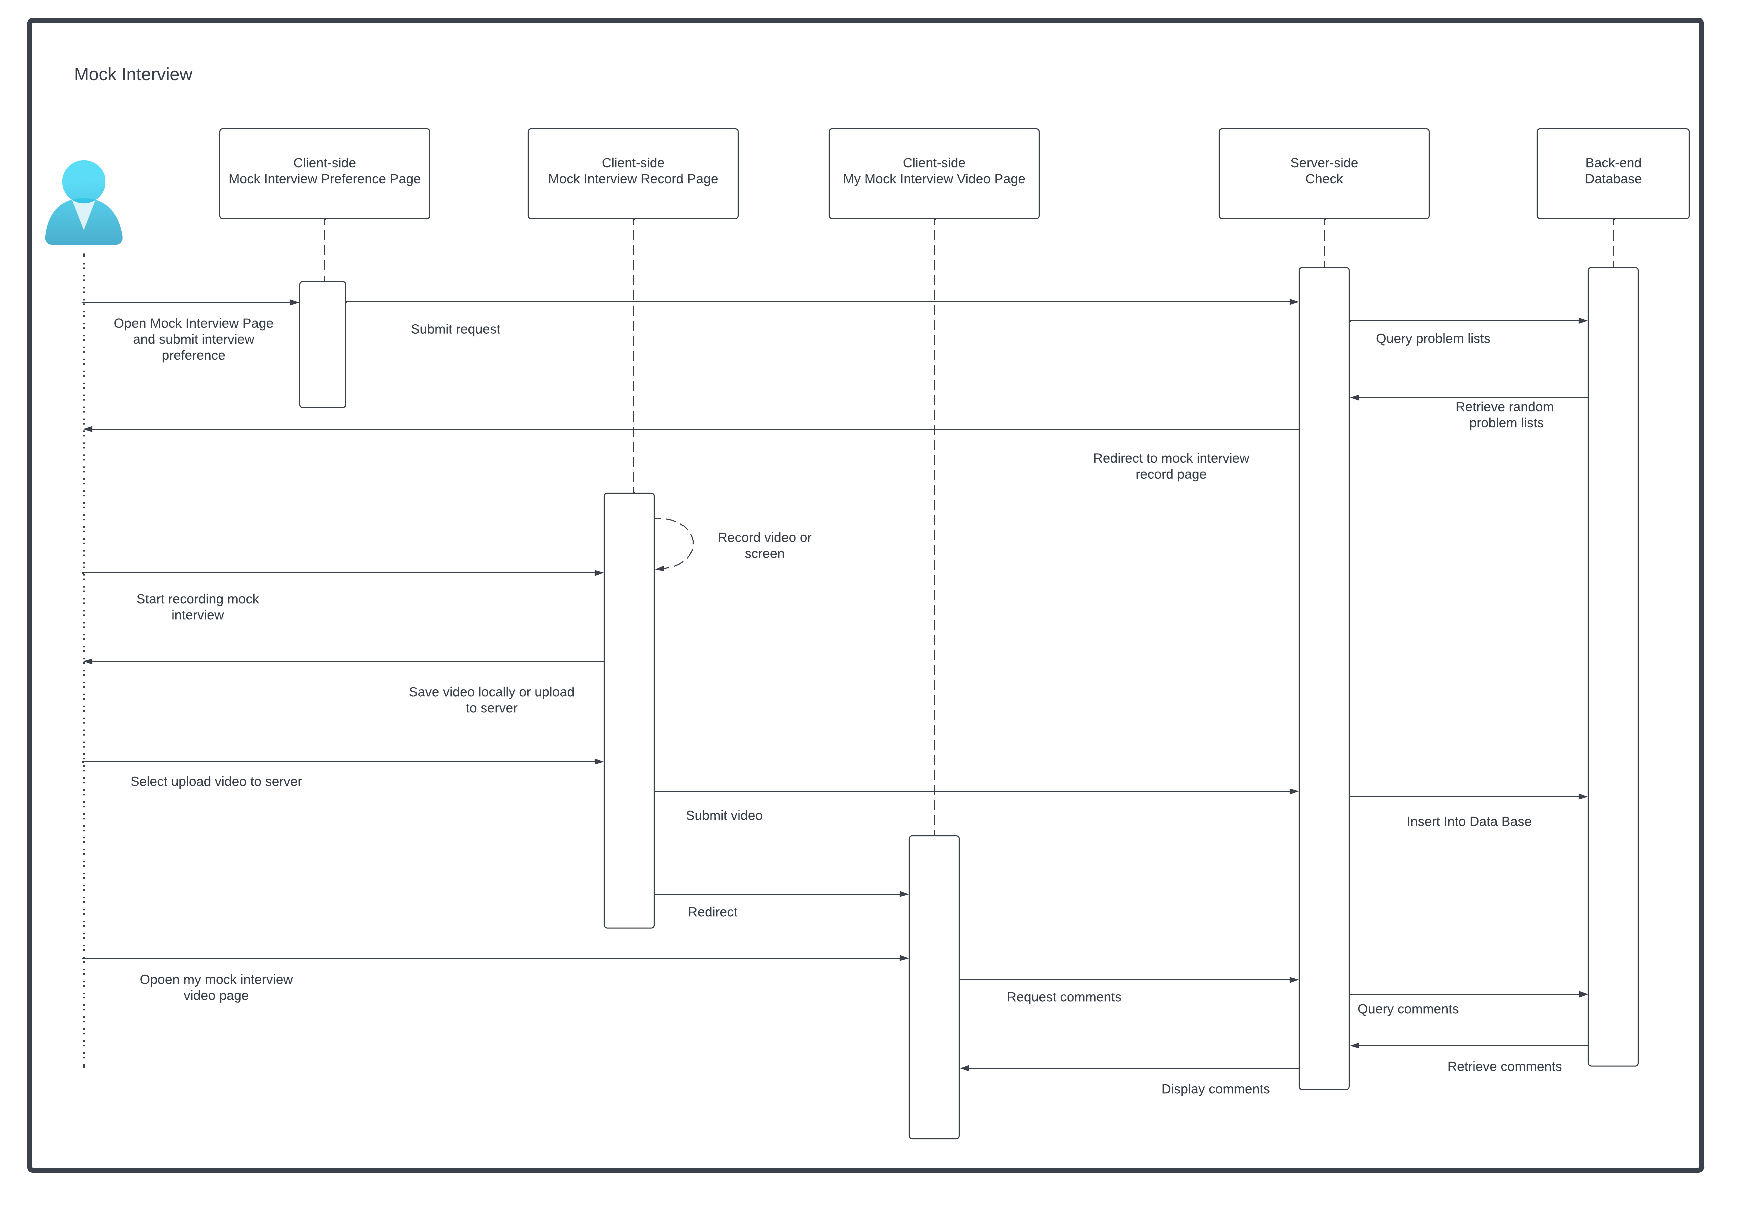 Mock Interview
Client-side
Mock Interview Preference Page
Client-side
Mock Interview Record Page
Client-side
My Mock Interview Video Page
Server-side
Check
Back-end
Database
Open Mock Interview Page
and submit interview
preference
Submit request
Query problem lists
Retrieve random
problem lists
Redirect to mock interview
record page
Record video or
screen
Start recording mock
interview
Save video locally or upload
to server
Select upload video to server
Submit video
Insert Into Data Base
Redirect
Opoen my mock interview
video page
Request comments
Query comments
Retrieve comments
Display comments